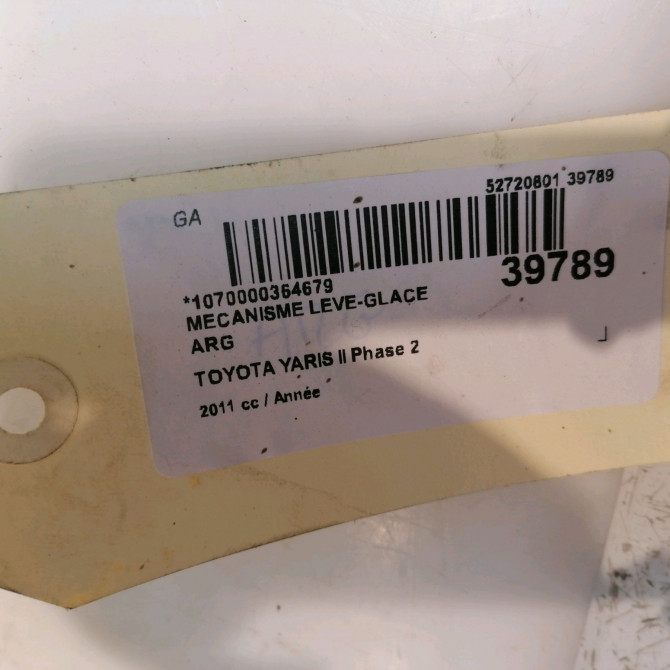 52720801 39789
GA
39789
*1070000364679
MECANISME LEVE-GLACE
ARG
TOYOTA YARIS II Phase 2
2011 cc / Année